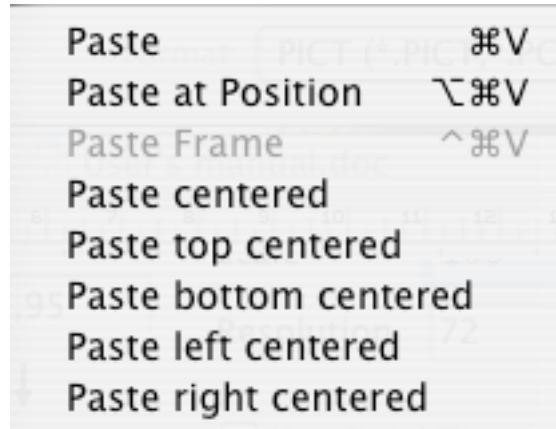 Paste ⌘V
Paste at Position ⌥⌘V
Paste Frame ^⌘V
Paste centered
Paste top centered
Paste bottom centered
Paste left centered
Paste right centered